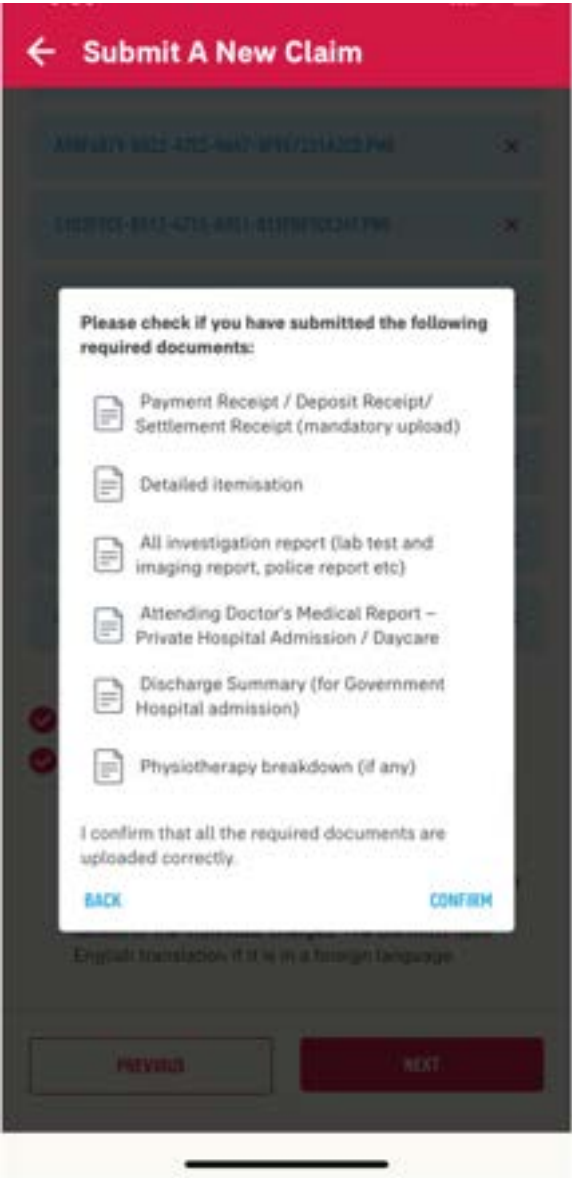 Submit A New Claim
Please check if you have submitted the following
required documents:
Payment Receipt / Deposit Receipt/
Settlement Receipt (mandatory upload)
Detailed itemisation
All investigation report (lab test and
imaging report, police report etc)
Attending Doctor's Medical Report –
Private Hospital Admission / Daycare
Discharge Summary (for Government
Hospital admission)
Physiotherapy breakdown (if any)
I confirm that all the required documents are
uploaded correctly.
BACK
CONFIRM
English translation if it is in a foreign language
PREVIOUS
NEXT